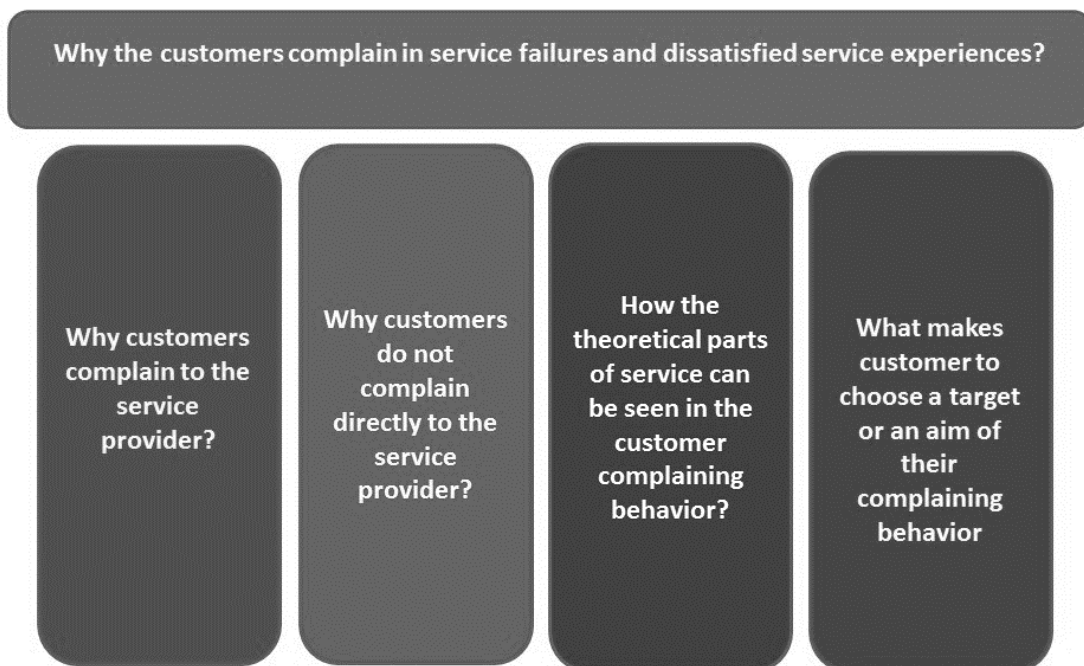 Why the customers complain in service failures and dissatisfied service experiences?
Why customers
complain to the
service
provider?
Why customers
do not
complain
directly to the
service
provider?
How the
theoretical parts
of service can
be seen in the
customer
complaining
behavior?
What makes
customer to
choose a target
or an aim of
their
complaining
behavior